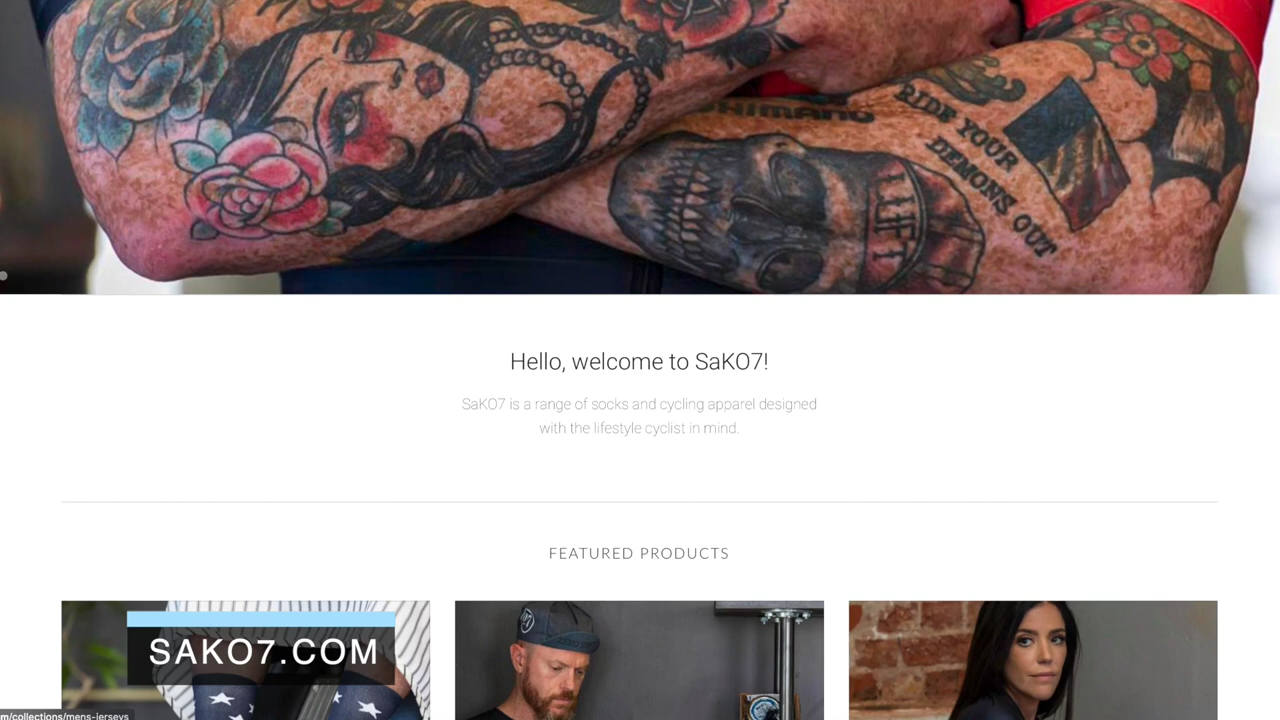 SHIMANO
RIDE YOUR
DEMONS OUT
Hello, welcome to SaKO7!
SaKO7 is a range of socks and cycling apparel designed
with the lifestyle cyclist in mind.
FEATURED PRODUCTS
SAKO7.COM
m/collections/mens-jerseys